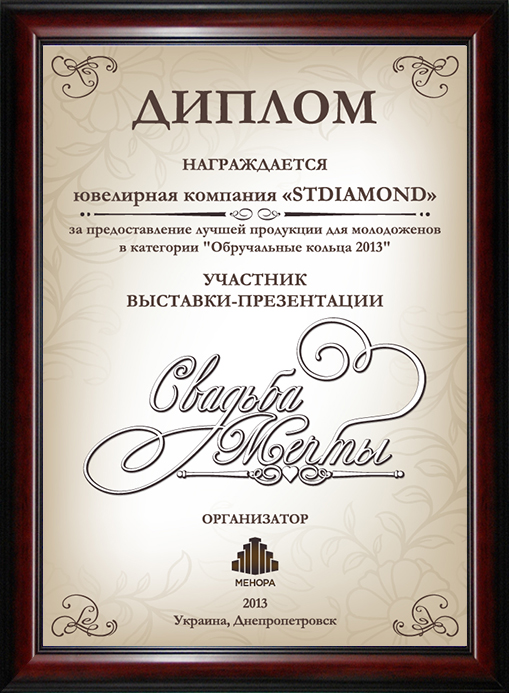 ДИПЛОМ
НАГРАЖДАЕТСЯ
ювелирная компания «STDIAMOND»
за предоставление лучшей продукции для молодоженов
в категории "Обручальные кольца 2013"
УЧАСТНИК
ВЫСТАВКИ-ПРЕЗЕНТАЦИИ
Свадьба
Мечты
ОРГАНИЗАТОР
МЕНОРА
2013
Украина, Днепропетровск